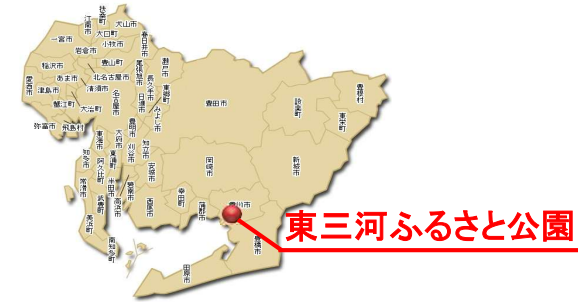 扶桑町
江南市
犬山市
大口町
一宮市
小牧市
岩倉市
春日井市
瀬戸市
稲沢市
豊山町
尾張旭市
長久手市
あま市
北名古屋市
愛西市
津島市
清須市
名古屋市
日進市
東郷町
みよし市
豊田市
設楽町
豊根村
東栄町
蟹江町
大治町
弥富市
飛島村
東海市
大府市
豊明市
刈谷市
知立市
知多市
阿久比町
東浦町
安城市
岡崎市
新城市
常滑市
半田市
高浜市
碧南市
西尾市
幸田町
蒲郡市
豊川市
武豊町
美浜町
南知多町
豊橋市
田原市
東三河ふるさと公園